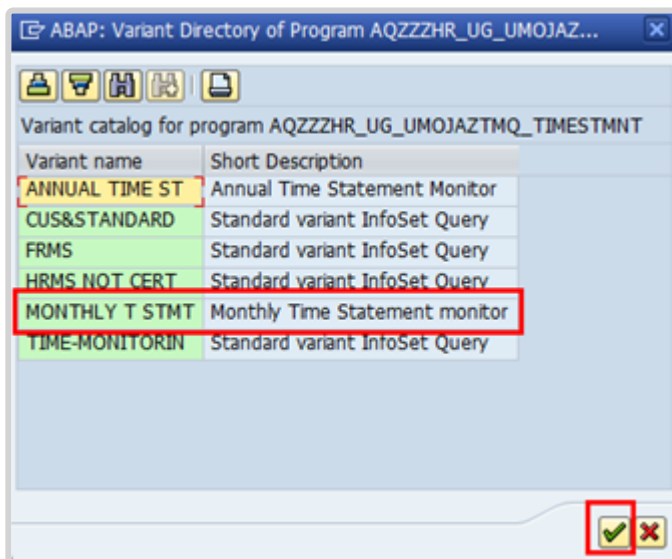 ABAP: Variant Directory of Program AQZZZHR_UG_UMOJAZ...
Variant catalog for program AQZZZHR_UG_UMOJAZTMQ_TIMESTMNT
Variant name Short Description
ANNUAL TIME ST Annual Time Statement Monitor
CUS&STANDARD Standard variant InfoSet Query
FRMS Standard variant InfoSet Query
HRMS NOT CERT Standard variant InfoSet Query
MONTHLY T STMT Monthly Time Statement monitor
TIME-MONITORIN Standard variant InfoSet Query